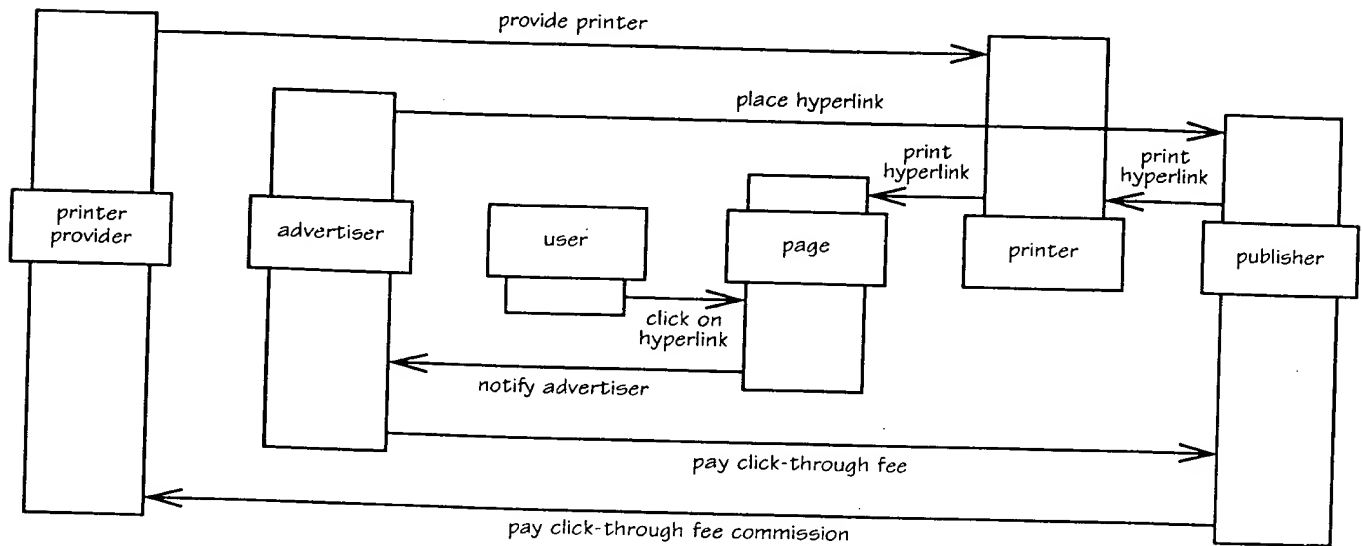 provide printer
place hyperlink
print
hyperlink
print
hyperlink
printer
provider
advertiser
user
page
printer
publisher
click on
hyperlink
notify advertiser
pay click-through fee
pay click-through fee commission